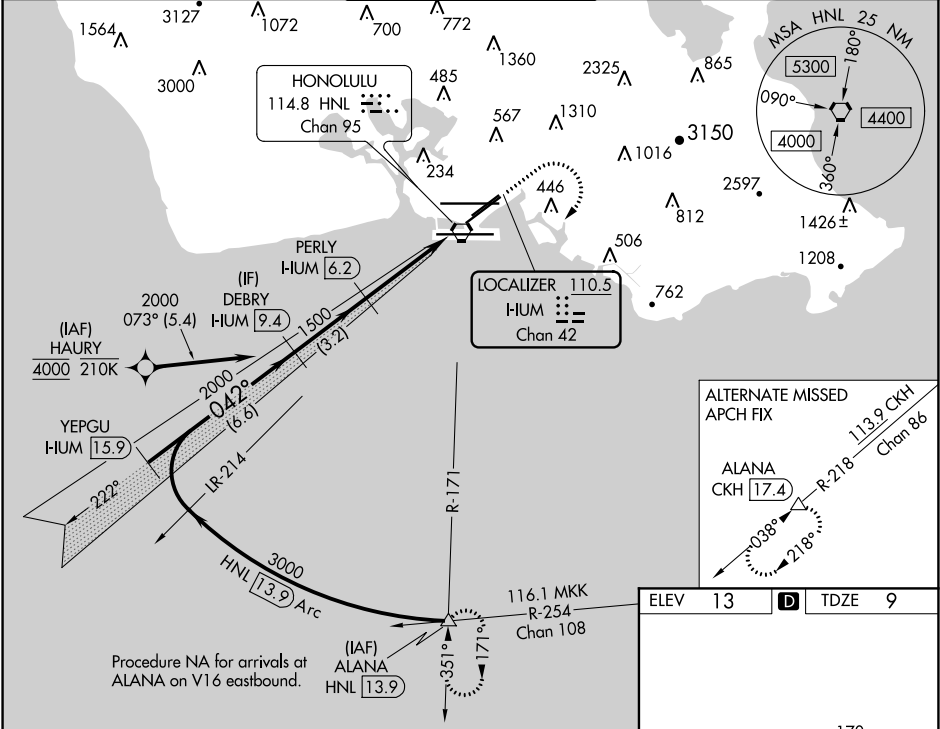 1564
3127
1072
700
772
3000
1360
485
2325
865
567
1310
234
1016
3150
446
2597
812
1426 ±
506
1208
762
HONOLULU
114.8 HNL
Chan 95
MSA HNL 25 NM
180°
5300
090°
4400
4000
360°
PERLY
I-IUM 6.2
(IF)
DEBRY
I-IUM 9.4
2000
073° (5.4)
(IAF)
HAURY
4000 210K
1500
(3.2)
LOCALIZER 110.5
I-IUM
Chan 42
2000
042°
(6.6)
YEPGU
I-IUM 15.9
222°
LR-214
R-171
3000
HNL 13.9 Arc
116.1 MKK
R-254
Chan 108
(IAF)
ALANA
HNL 13.9
351°
171°
Procedure NA for arrivals at
ALANA on V16 eastbound.
ALTERNATE MISSED
APCH FIX
113.9 CKH
Chan 86
R-218
ALANA
CKH 17.4
038°
218°
ELEV 13 D TDZE 9